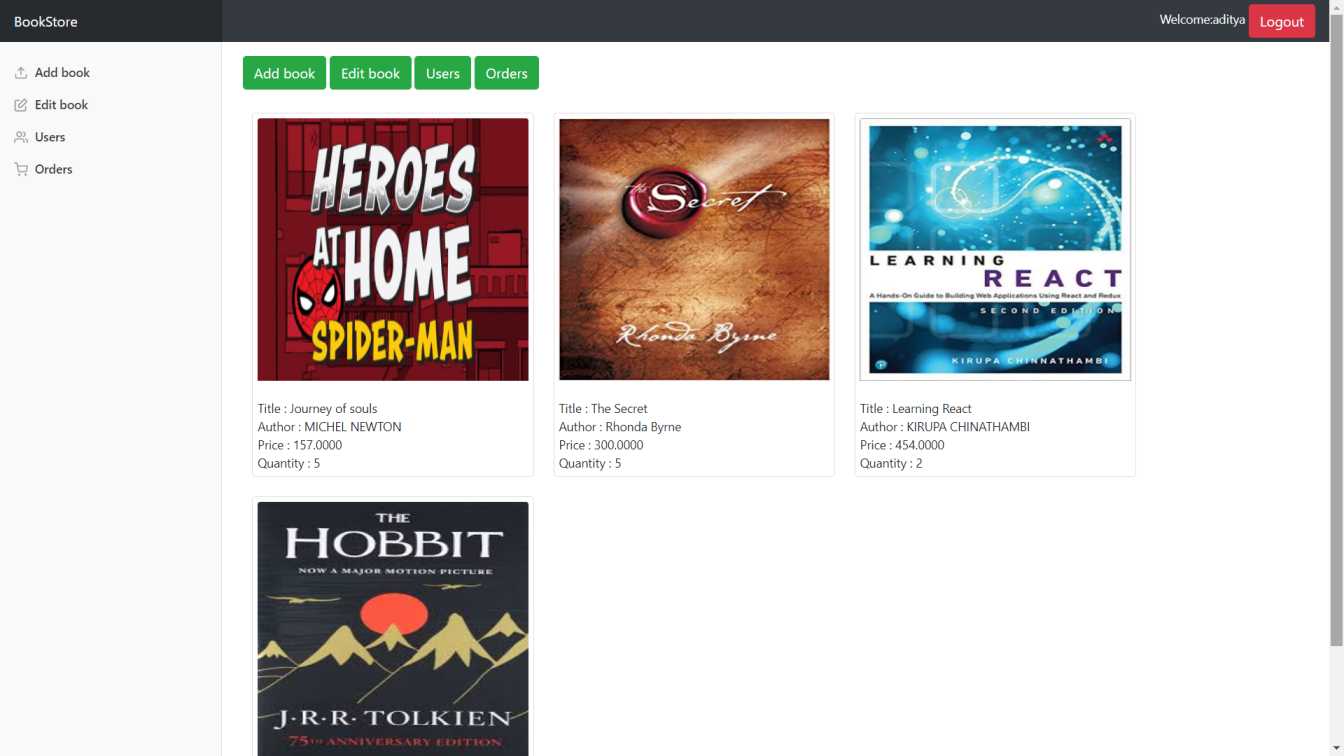 BookStore
Welcome:aditya Logout
Add book
Edit book
Users
Orders
Add book Edit book Users Orders
HEROES
AT HOME
SPIDER-MAN
Title : Journey of souls
Author : MICHEL NEWTON
Price : 157.0000
Quantity : 5
the Secret
Rhonda Byrne
Title : The Secret
Author : Rhonda Byrne
Price : 300.0000
Quantity : 5
LEARNING
REACT
A Hands-On Guide to Building Web Applications Using React and Redux
SECOND EDITION
KIRUPA CHINNATHAMBI
Title : Learning React
Author : KIRUPA CHINATHAMBI
Price : 454.0000
Quantity : 2
THE
HOBBIT
NOW A MAJOR MOTION PICTURE
J·R·R· TOLKIEN
75TH ANNIVERSARY EDITION